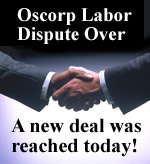 Oscorp Labor
Dispute Over
A new deal was
reached today!